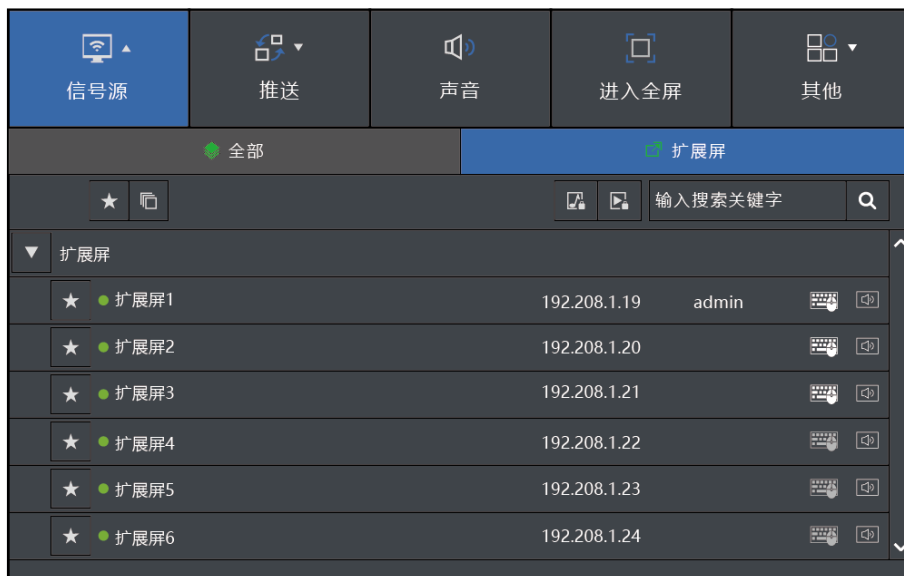 信号源 推送 声音 进入全屏 其他
全部 扩展屏
输入搜索关键字
扩展屏
扩展屏1 192.208.1.19 admin
扩展屏2 192.208.1.20
扩展屏3 192.208.1.21
扩展屏4 192.208.1.22
扩展屏5 192.208.1.23
扩展屏6 192.208.1.24